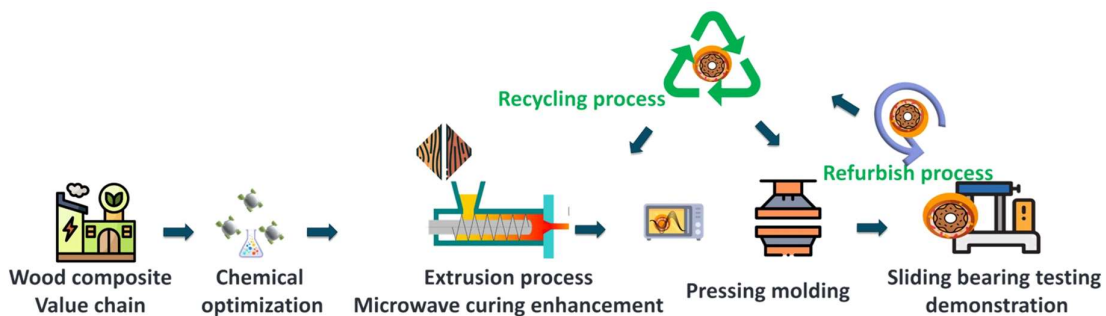 Recycling process
Refurbish process
Wood composite
Value chain
Chemical
optimization
Extrusion process
Microwave curing enhancement
Pressing molding
Sliding bearing testing
demonstration